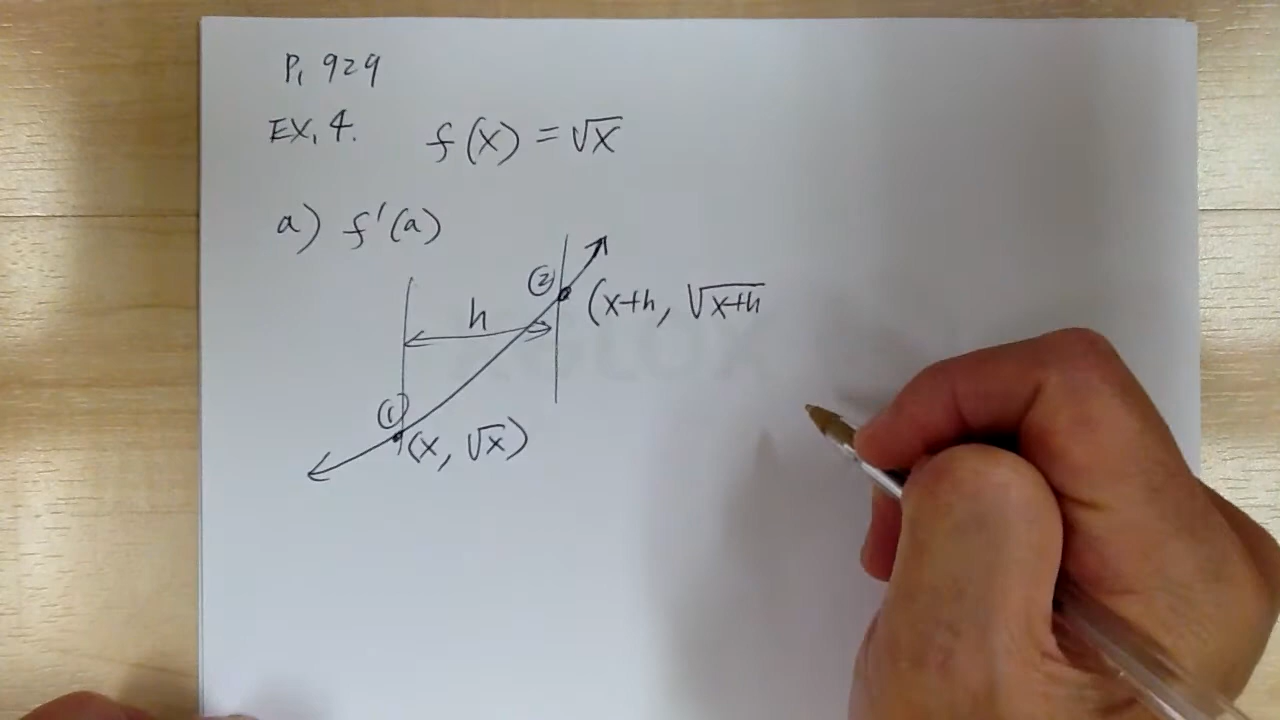 P, 929
EX, 4. f(x) = √x
a) f'(a)
② (x+h, √x+h
h
①
(x, √x)